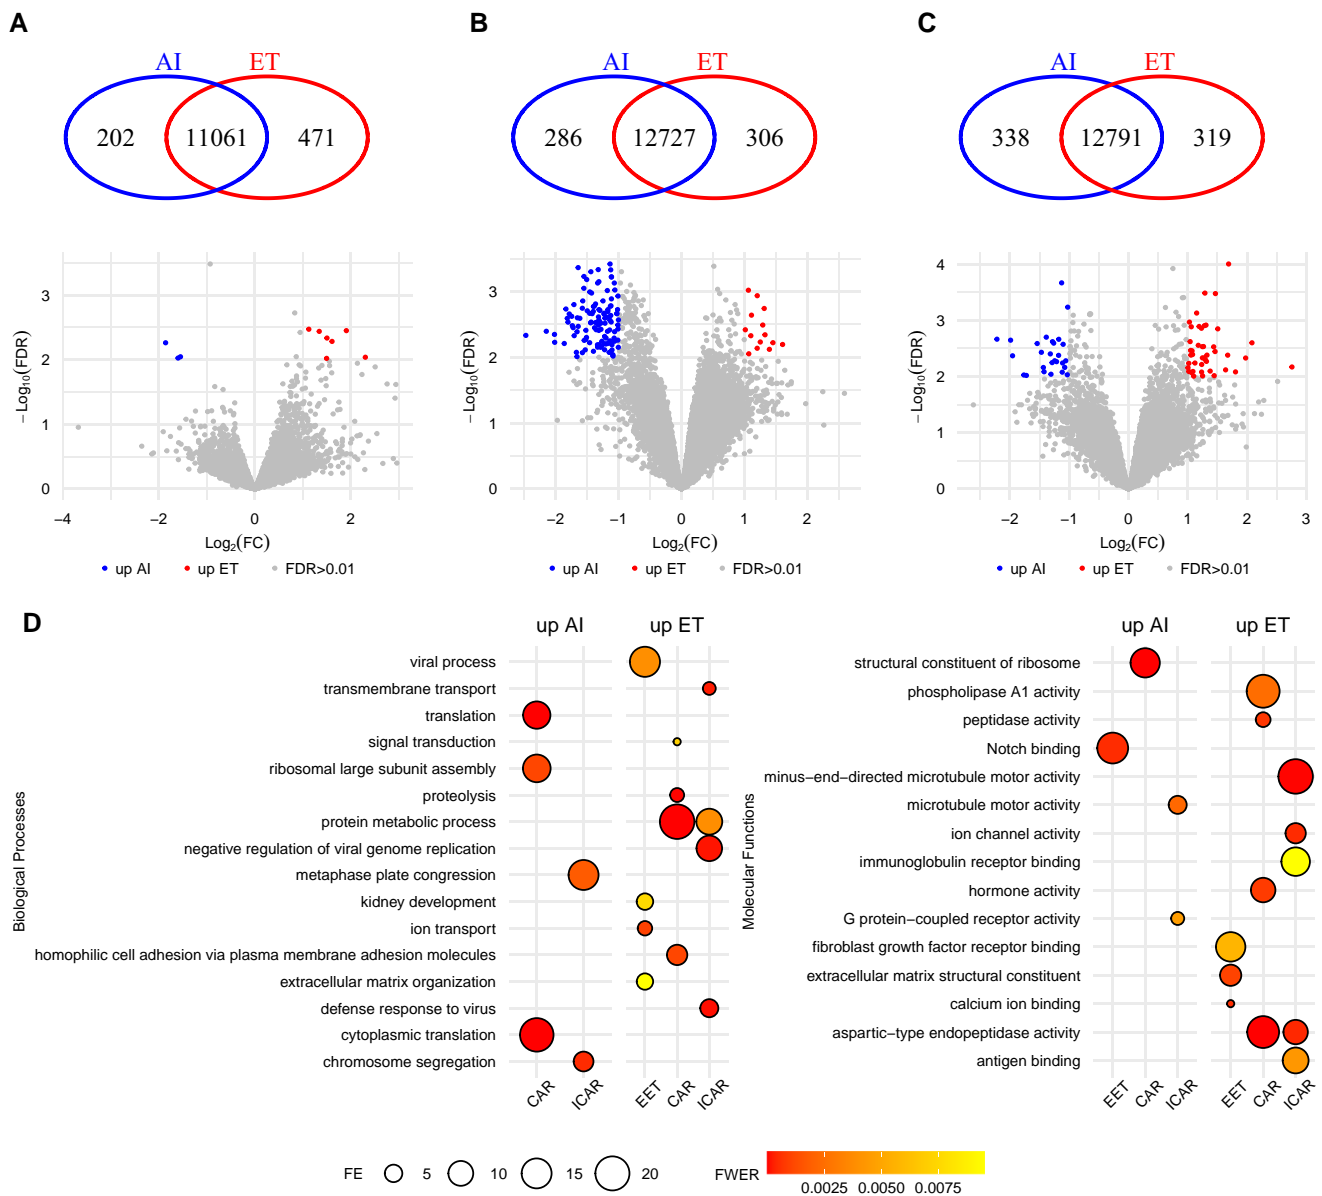 A
B
C
AI ET
AI ET
AI ET
202 11061 471
286 12727 306
338 12791 319
−Log10(FDR)
3
2
1
0
−4 −2 0 2
Log2(FC)
up AI up ET FDR>0.01
−Log10(FDR)
3
2
1
0
−2 −1 0 1 2
Log2(FC)
up AI up ET FDR>0.01
−Log10(FDR)
4
3
2
1
0
−2 −1 0 1 2 3
Log2(FC)
up AI up ET FDR>0.01
D
up AI up ET
Biological Processes
viral process
transmembrane transport
translation
signal transduction
ribosomal large subunit assembly
proteolysis
protein metabolic process
negative regulation of viral genome replication
metaphase plate congression
kidney development
ion transport
homophilic cell adhesion via plasma membrane adhesion molecules
extracellular matrix organization
defense response to virus
cytoplasmic translation
chromosome segregation
CAR ICAR EET CAR ICAR
up AI up ET
Molecular Functions
structural constituent of ribosome
phospholipase A1 activity
peptidase activity
Notch binding
minus−end−directed microtubule motor activity
microtubule motor activity
ion channel activity
immunoglobulin receptor binding
hormone activity
G protein−coupled receptor activity
fibroblast growth factor receptor binding
extracellular matrix structural constituent
calcium ion binding
aspartic−type endopeptidase activity
antigen binding
EET CAR ICAR EET CAR ICAR
FE 5 10 15 20
FWER
0.0025 0.0050 0.0075